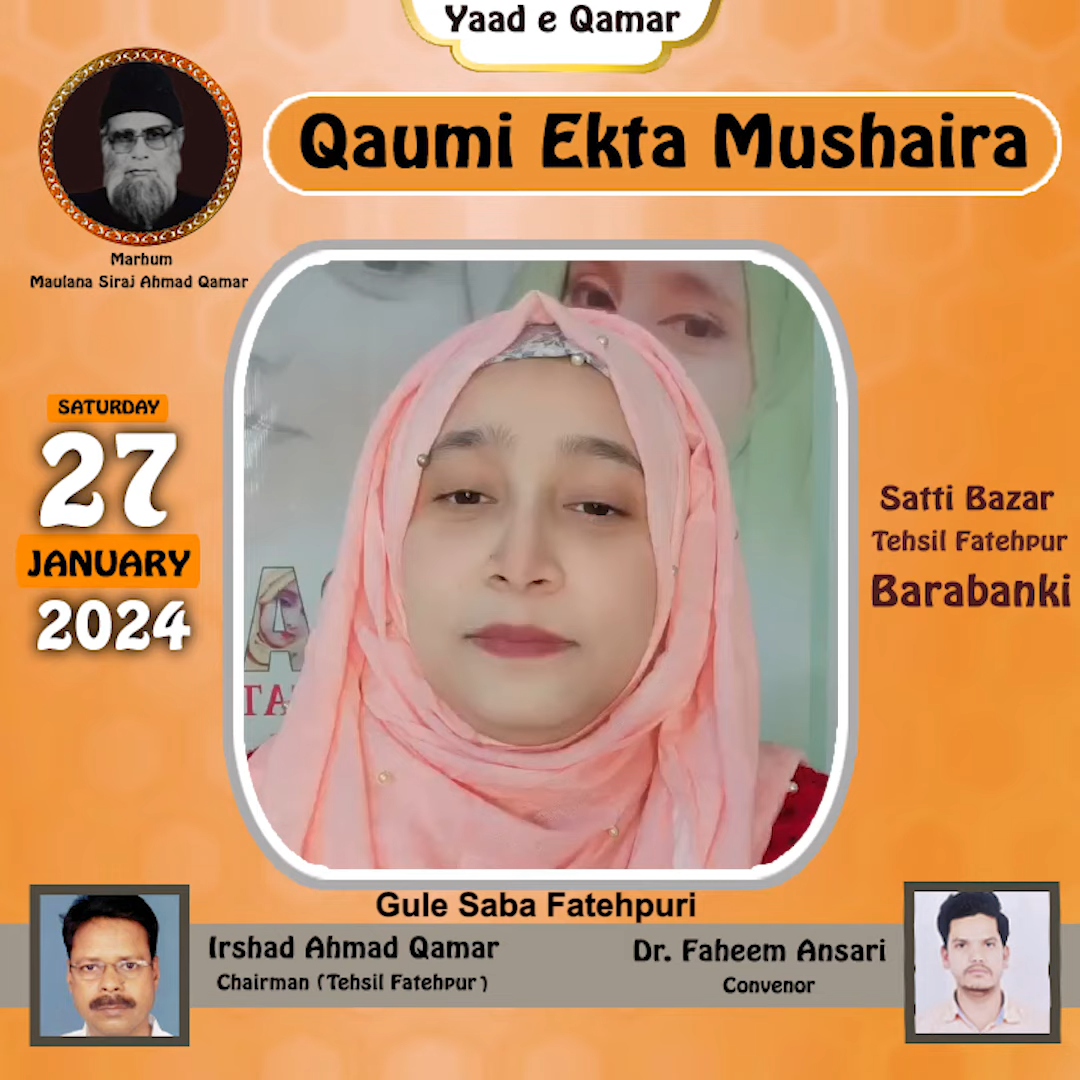 Yaad e Qamar
Qaumi Ekta Mushaira
Marhum
Maulana Siraj Ahmad Qamar
SATURDAY
27
JANUARY
2024
Satti Bazar
Tehsil Fatehpur
Barabanki
TA
Gule Saba Fatehpuri
Irshad Ahmad Qamar
Chairman (Tehsil Fatehpur)
Dr. Faheem Ansari
Convenor